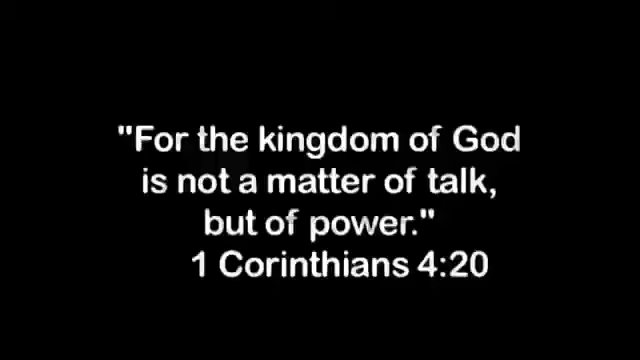 "For the kingdom of God
is not a matter of talk,
but of power."
1 Corinthians 4:20